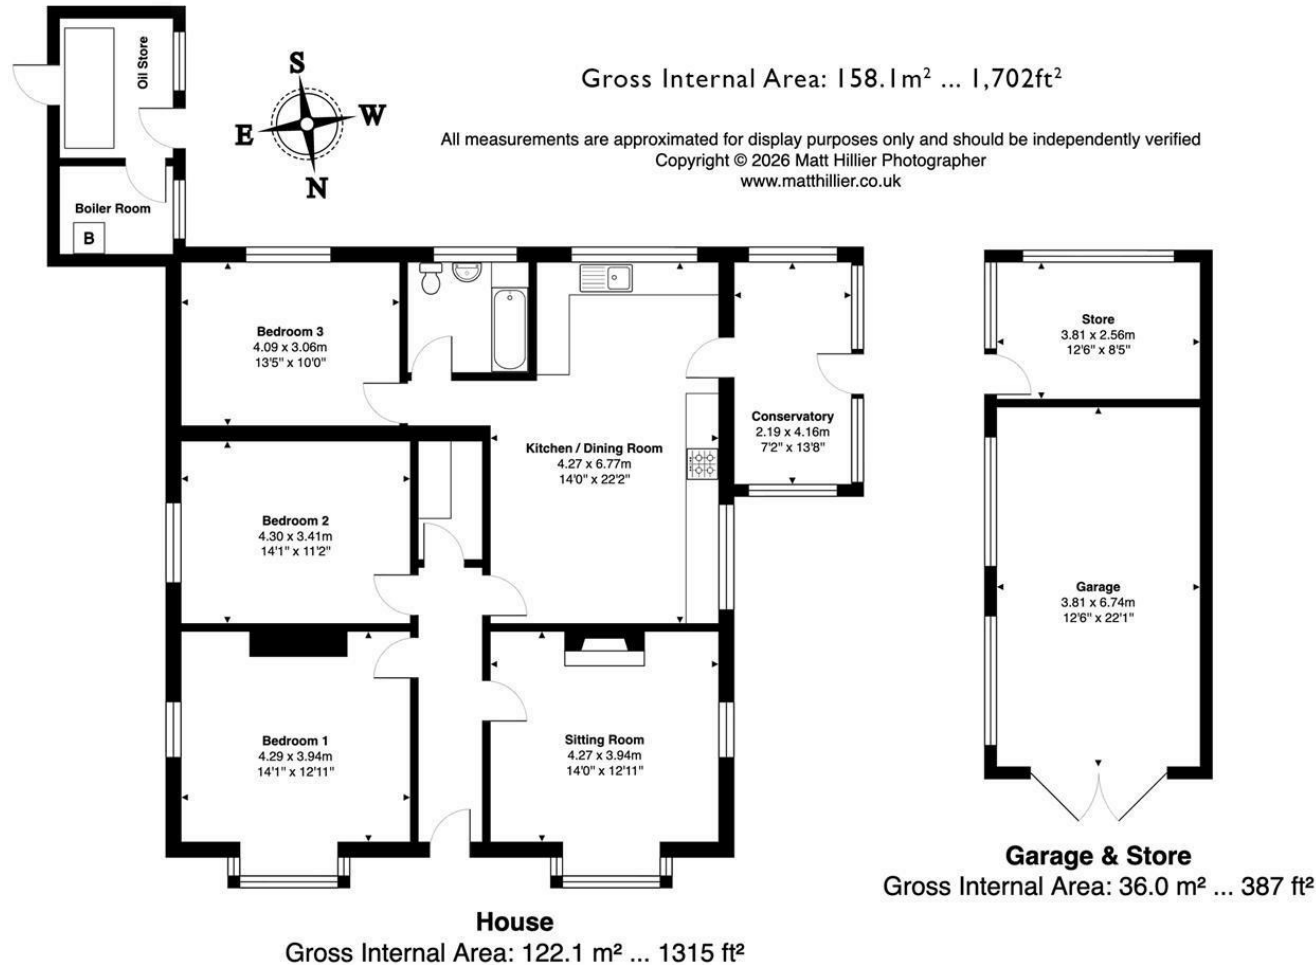 Oil Store
Boiler Room
B
S
W
E
N
Gross Internal Area: 158.1m² ... 1,702ft²
All measurements are approximated for display purposes only and should be independently verified
Copyright © 2026 Matt Hillier Photographer
www.matthillier.co.uk
Bedroom 3
4.09 x 3.06m
13'5" x 10'0"
Kitchen / Dining Room
4.27 x 6.77m
14'0" x 22'2"
Conservatory
2.19 x 4.16m
7'2" x 13'8"
Store
3.81 x 2.56m
12'6" x 8'5"
Bedroom 2
4.30 x 3.41m
14'1" x 11'2"
Garage
3.81 x 6.74m
12'6" x 22'1"
Bedroom 1
4.29 x 3.94m
14'1" x 12'11"
Sitting Room
4.27 x 3.94m
14'0" x 12'11"
Garage & Store
Gross Internal Area: 36.0 m² ... 387 ft²
House
Gross Internal Area: 122.1 m² ... 1315 ft²